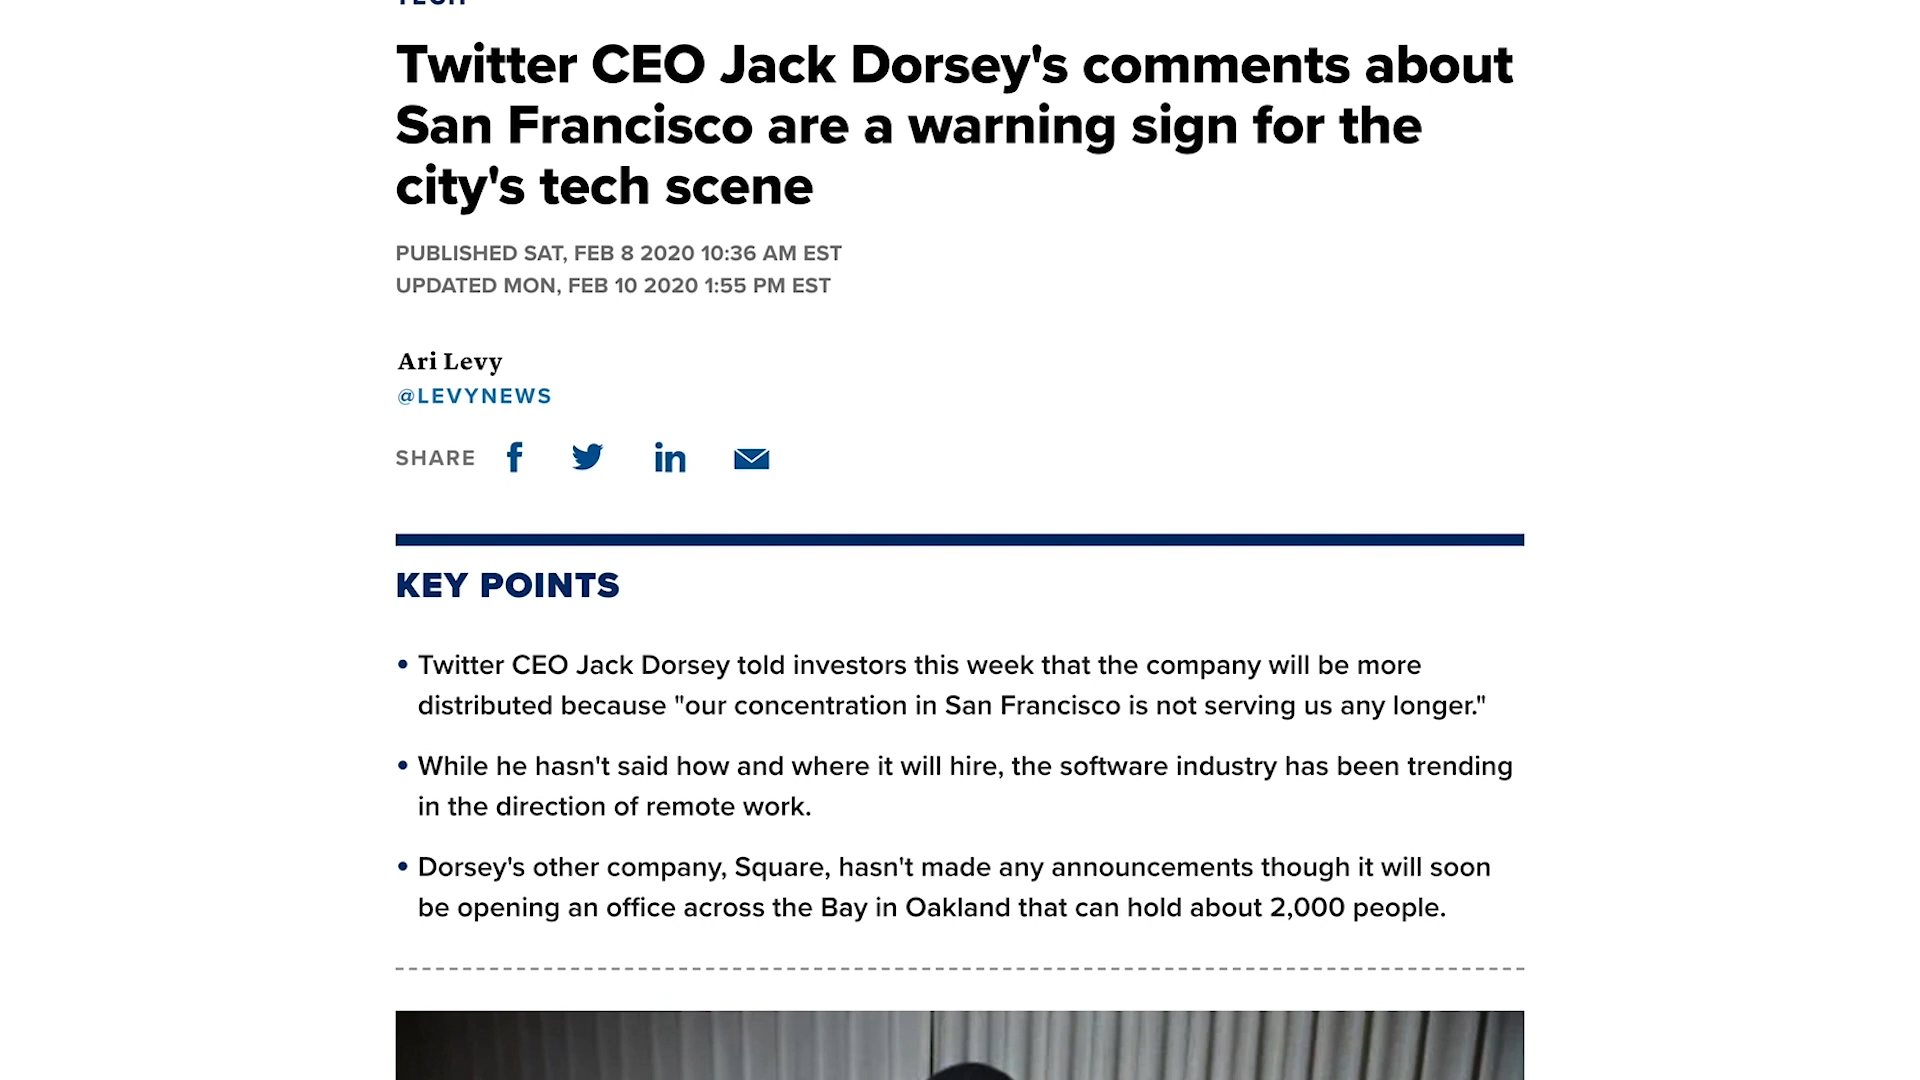 TECH
Twitter CEO Jack Dorsey's comments about
San Francisco are a warning sign for the
city's tech scene
PUBLISHED SAT, FEB 8 2020 10:36 AM EST
UPDATED MON, FEB 10 2020 1:55 PM EST
Ari Levy
@LEVYNEWS
SHARE
KEY POINTS
• Twitter CEO Jack Dorsey told investors this week that the company will be more
distributed because "our concentration in San Francisco is not serving us any longer."
• While he hasn't said how and where it will hire, the software industry has been trending
in the direction of remote work.
• Dorsey's other company, Square, hasn't made any announcements though it will soon
be opening an office across the Bay in Oakland that can hold about 2,000 people.